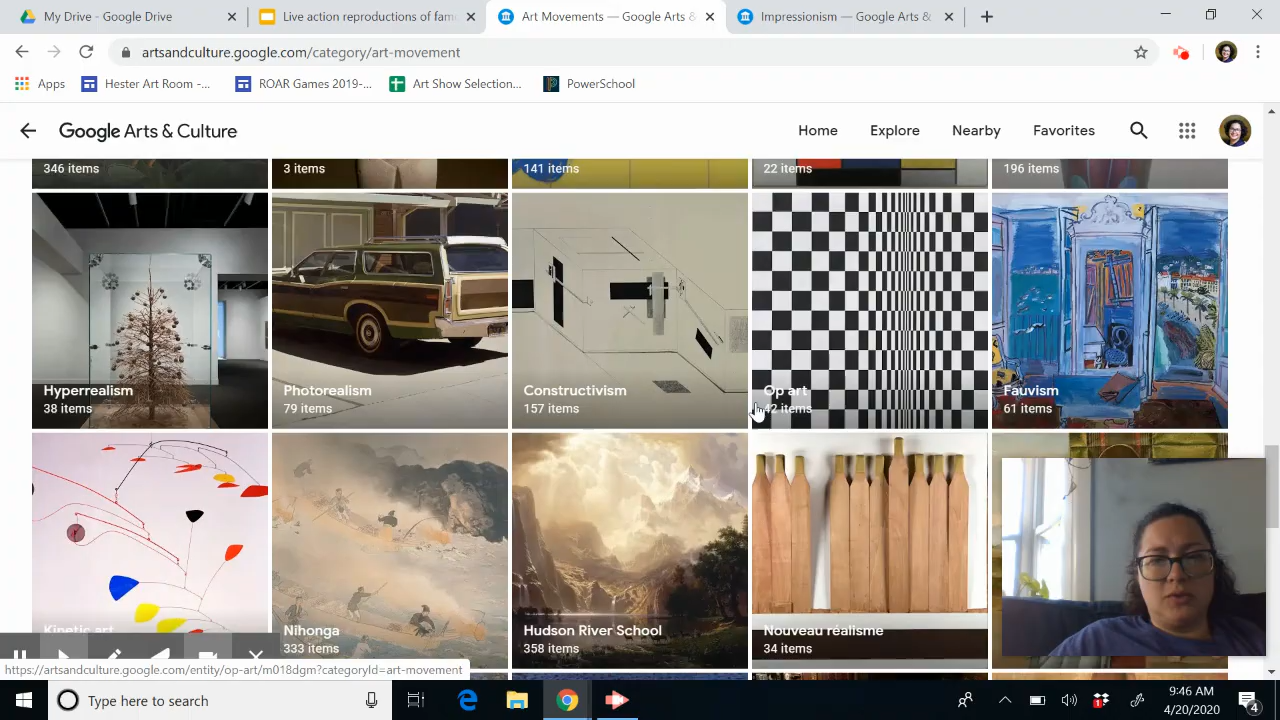 My Drive - Google Drive
Live action reproductions of fam
Art Movements — Google Arts &
Impressionism — Google Arts &
artsandculture.google.com/category/art-movement
Apps
Hester Art Room -...
ROAR Games 2019-...
Art Show Selection...
PowerSchool
Google Arts & Culture
Home
Explore
Nearby
Favorites
346 items
3 items
141 items
22 items
196 items
Hyperrealism
38 items
Photorealism
79 items
Constructivism
157 items
Op art
42 items
Fauvism
61 items
Kinetic art
Nihonga
333 items
Hudson River School
358 items
Nouveau réalisme
34 items
https://artsandculture.google.com/entity/op-art/m018dgm?categoryId=art-movement
Type here to search
9:46 AM
4/20/2020
4